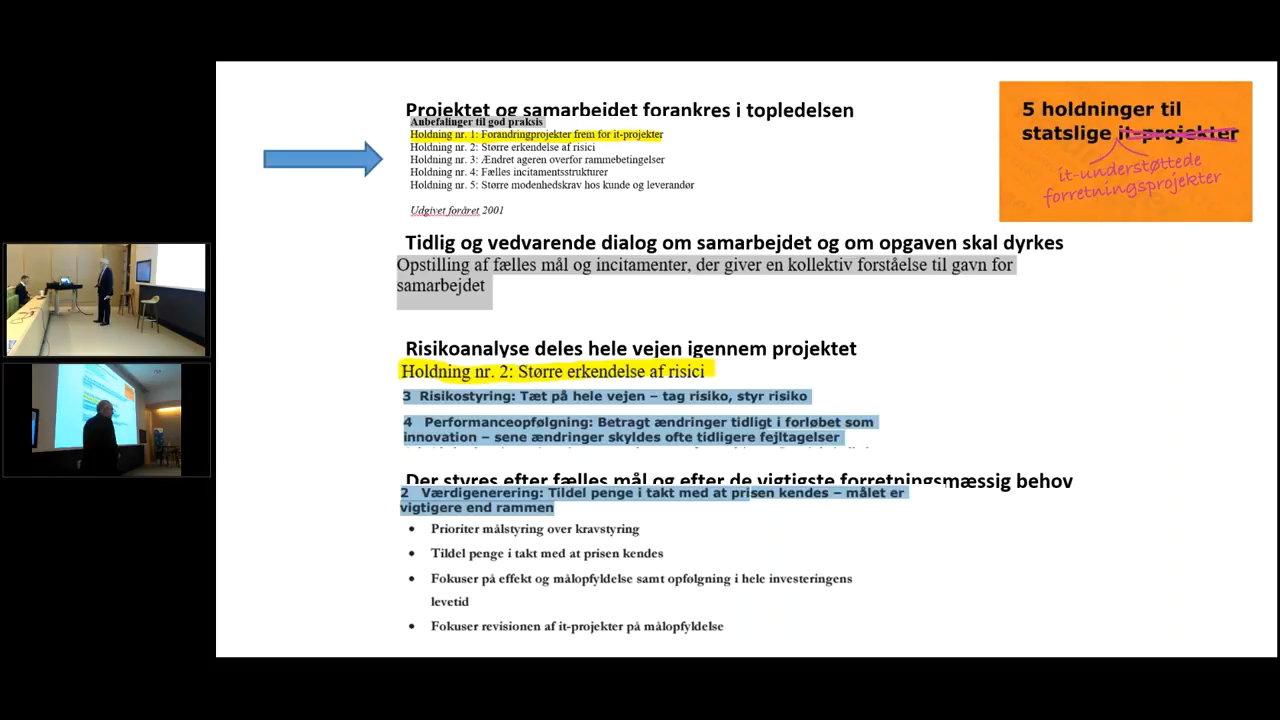 Projektet og samarbejdet forankres i topledelsen
Anbefalinger til god praksis
Holdning nr. 1: Forandringprojekter frem for it-projekter
Holdning nr. 2: Større erkendelse af risici
Holdning nr. 3: Ændret ageren overfor rammebetingelser
Holdning nr. 4: Fælles incitamentsstrukturer
Holdning nr. 5: Større modenhedskrav hos kunde og leverandør
Udgivet foråret 2001
5 holdninger til
statslige it-projekter
it-understøttede
forretningsprojekter
Tidlig og vedvarende dialog om samarbejdet og om opgaven skal dyrkes
Opstilling af fælles mål og incitamenter, der giver en kollektiv forståelse til gavn for
samarbejdet
Risikoanalyse deles hele vejen igennem projektet
Holdning nr. 2: Større erkendelse af risici
3 Risikostyring: Tæt på hele vejen – tag risiko, styr risiko
4 Performanceopfølgning: Betragt ændringer tidligt i forløbet som
innovation – sene ændringer skyldes ofte tidligere fejltagelser
Der styres efter fælles mål og efter de vigtigste forretningsmæssig behov
2 Værdigenerering: Tildel penge i takt med at prisen kendes – målet er
vigtigere end rammen
• Prioriter målstyring over kravstyring
• Tildel penge i takt med at prisen kendes
• Fokuser på effekt og målopfyldelse samt opfølgning i hele investeringens
levetid
• Fokuser revisionen af it-projekter på målopfyldelse